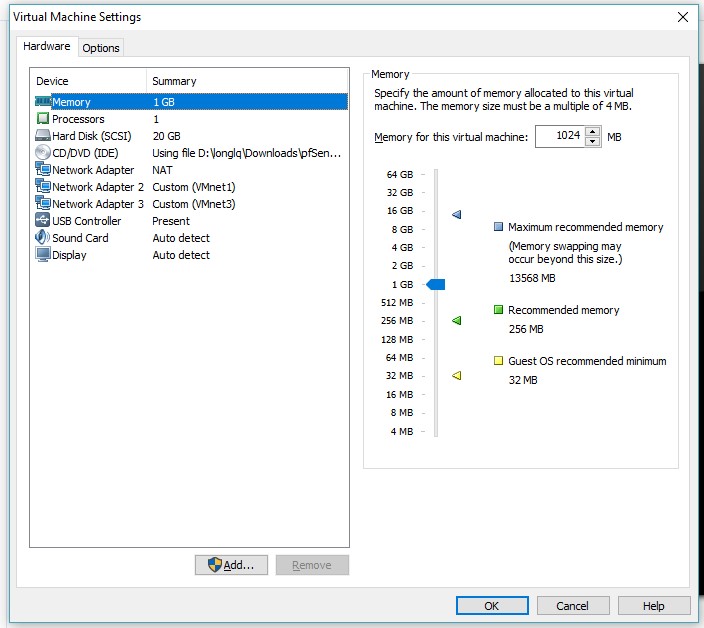 Virtual Machine Settings
Hardware
Options
Device Summary
Memory 1 GB
Processors 1
Hard Disk (SCSI) 20 GB
CD/DVD (IDE) Using file D:\longlq\Downloads\pfSen...
Network Adapter NAT
Network Adapter 2 Custom (VMnet1)
Network Adapter 3 Custom (VMnet3)
USB Controller Present
Sound Card Auto detect
Display Auto detect
Add...
Remove
Memory
Specify the amount of memory allocated to this virtual
machine. The memory size must be a multiple of 4 MB.
Memory for this virtual machine: 1024 MB
64 GB
32 GB
16 GB
8 GB
4 GB
2 GB
1 GB
512 MB
256 MB
128 MB
64 MB
32 MB
16 MB
8 MB
4 MB
Maximum recommended memory
(Memory swapping may
occur beyond this size.)
13568 MB
Recommended memory
256 MB
Guest OS recommended minimum
32 MB
OK
Cancel
Help